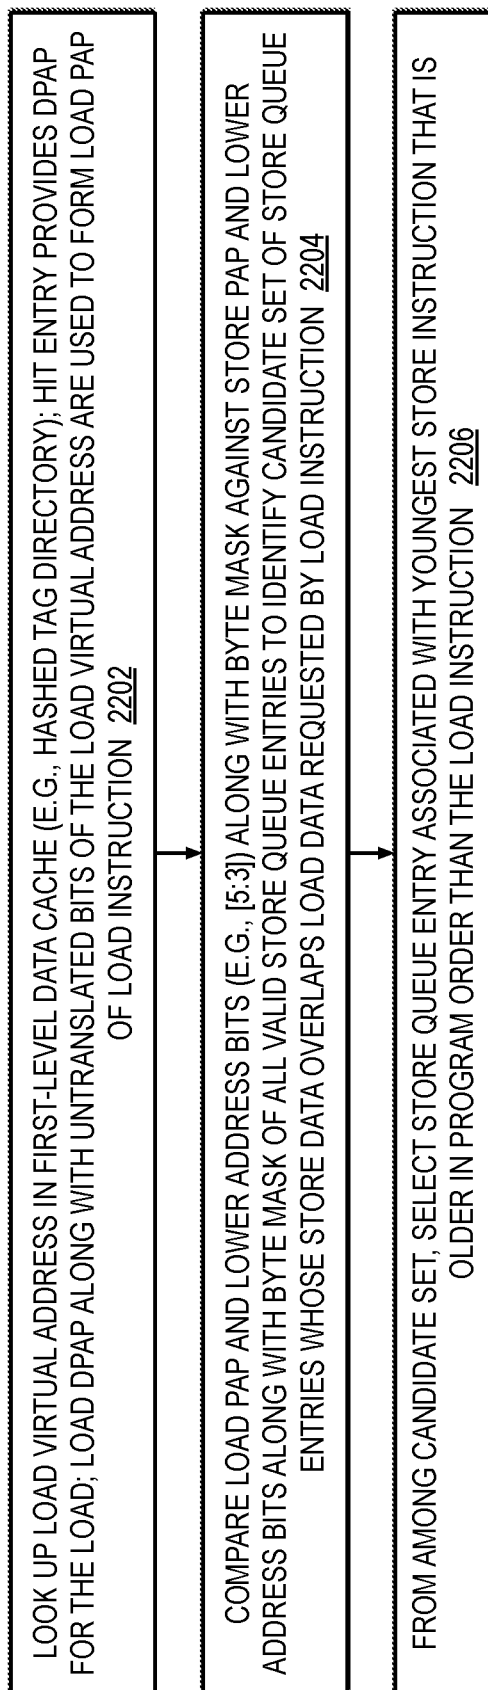 LOOK UP LOAD VIRTUAL ADDRESS IN FIRST-LEVEL DATA CACHE (E.G., HASHED TAG DIRECTORY); HIT ENTRY PROVIDES DPAP
FOR THE LOAD; LOAD DPAP ALONG WITH UNTRANSLATED BITS OF THE LOAD VIRTUAL ADDRESS ARE USED TO FORM LOAD PAP
OF LOAD INSTRUCTION 2202
COMPARE LOAD PAP AND LOWER ADDRESS BITS (E.G., [5:3]) ALONG WITH BYTE MASK AGAINST STORE PAP AND LOWER
ADDRESS BITS ALONG WITH BYTE MASK OF ALL VALID STORE QUEUE ENTRIES TO IDENTIFY CANDIDATE SET OF STORE QUEUE
ENTRIES WHOSE STORE DATA OVERLAPS LOAD DATA REQUESTED BY LOAD INSTRUCTION 2204
FROM AMONG CANDIDATE SET, SELECT STORE QUEUE ENTRY ASSOCIATED WITH YOUNGEST STORE INSTRUCTION THAT IS
OLDER IN PROGRAM ORDER THAN THE LOAD INSTRUCTION 2206